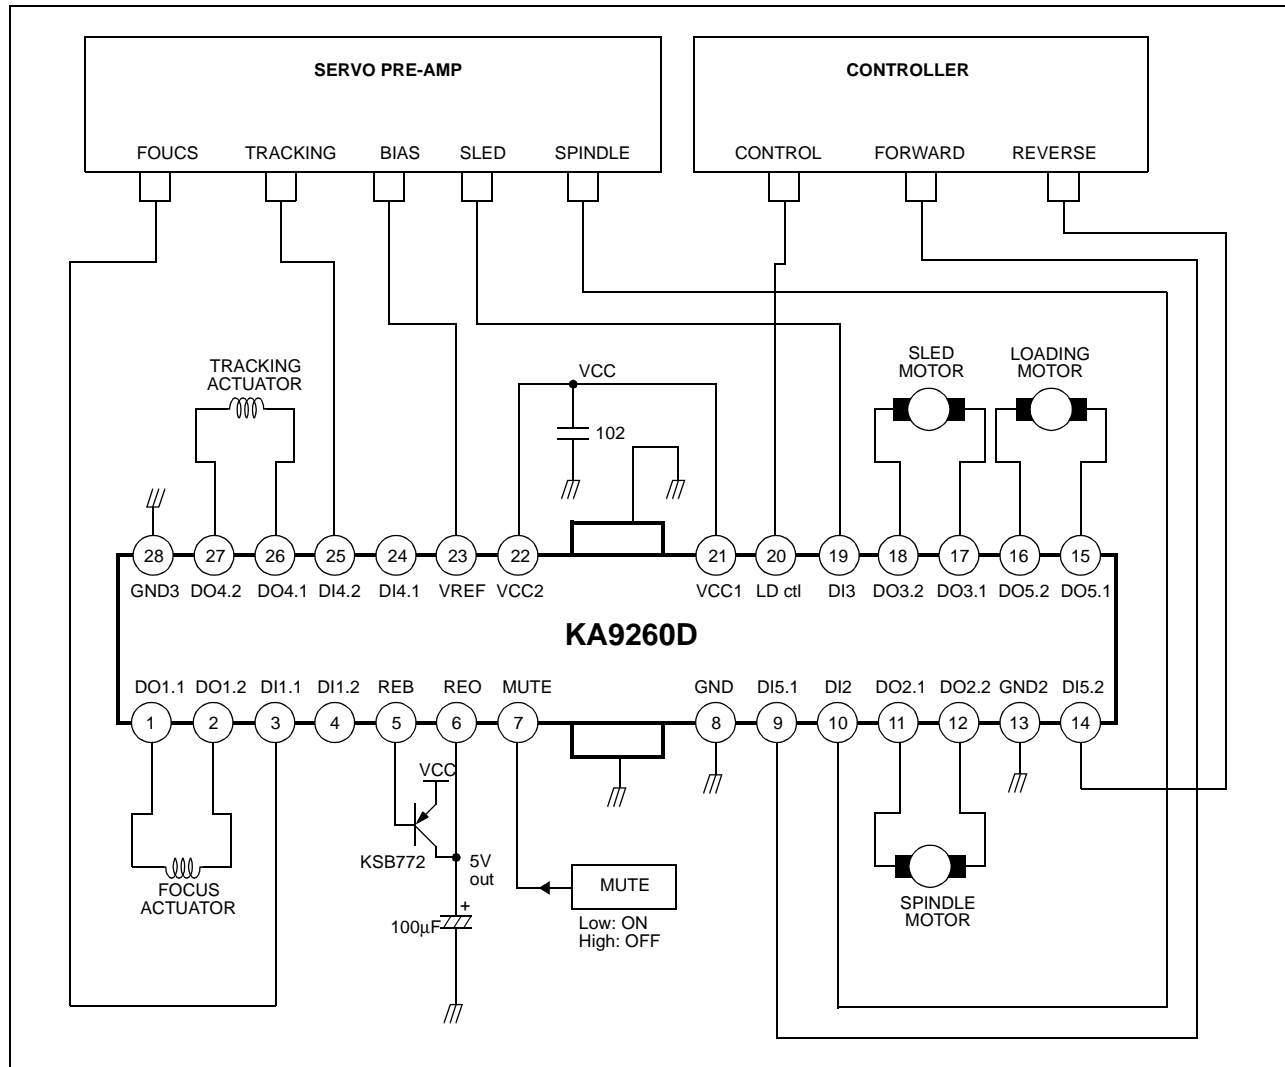 SERVO PRE-AMP
CONTROLLER
FOUCS TRACKING BIAS SLED SPINDLE
CONTROL FORWARD REVERSE
TRACKING
ACTUATOR
VCC
102
SLED
MOTOR
LOADING
MOTOR
28 27 26 25 24 23 22 21 20 19 18 17 16 15
GND3 DO4.2 DO4.1 DI4.2 DI4.1 VREF VCC2 VCC1 LD ctl DI3 DO3.2 DO3.1 DO5.2 DO5.1
KA9260D
DO1.1 DO1.2 DI1.1 DI1.2 REB REO MUTE GND DI5.1 DI2 DO2.1 DO2.2 GND2 DI5.2
1 2 3 4 5 6 7 8 9 10 11 12 13 14
VCC
KSB772
5V
out
FOCUS
ACTUATOR
100µF
+
MUTE
Low: ON
High: OFF
SPINDLE
MOTOR